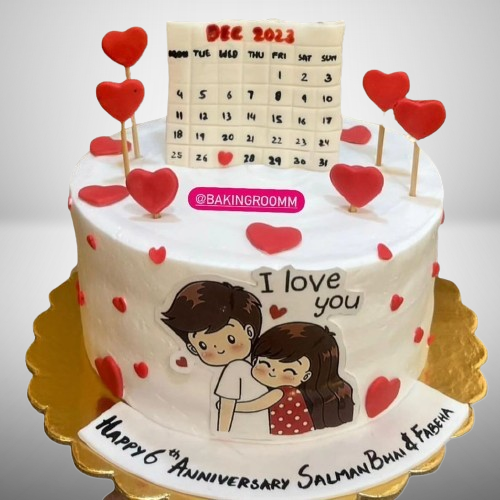 DEC 2023
MON TUE WED THU FRI SAT SUN
1 2 3
4 5 6 7 8 9 10
11 12 13 14 15 16 17
18 19 20 21 22 23 24
25 26 28 29 30 31
@BAKINGROOMM
I love
you
HAPPY 6th ANNIVERSARY SALMAN BHAI & FABEHA